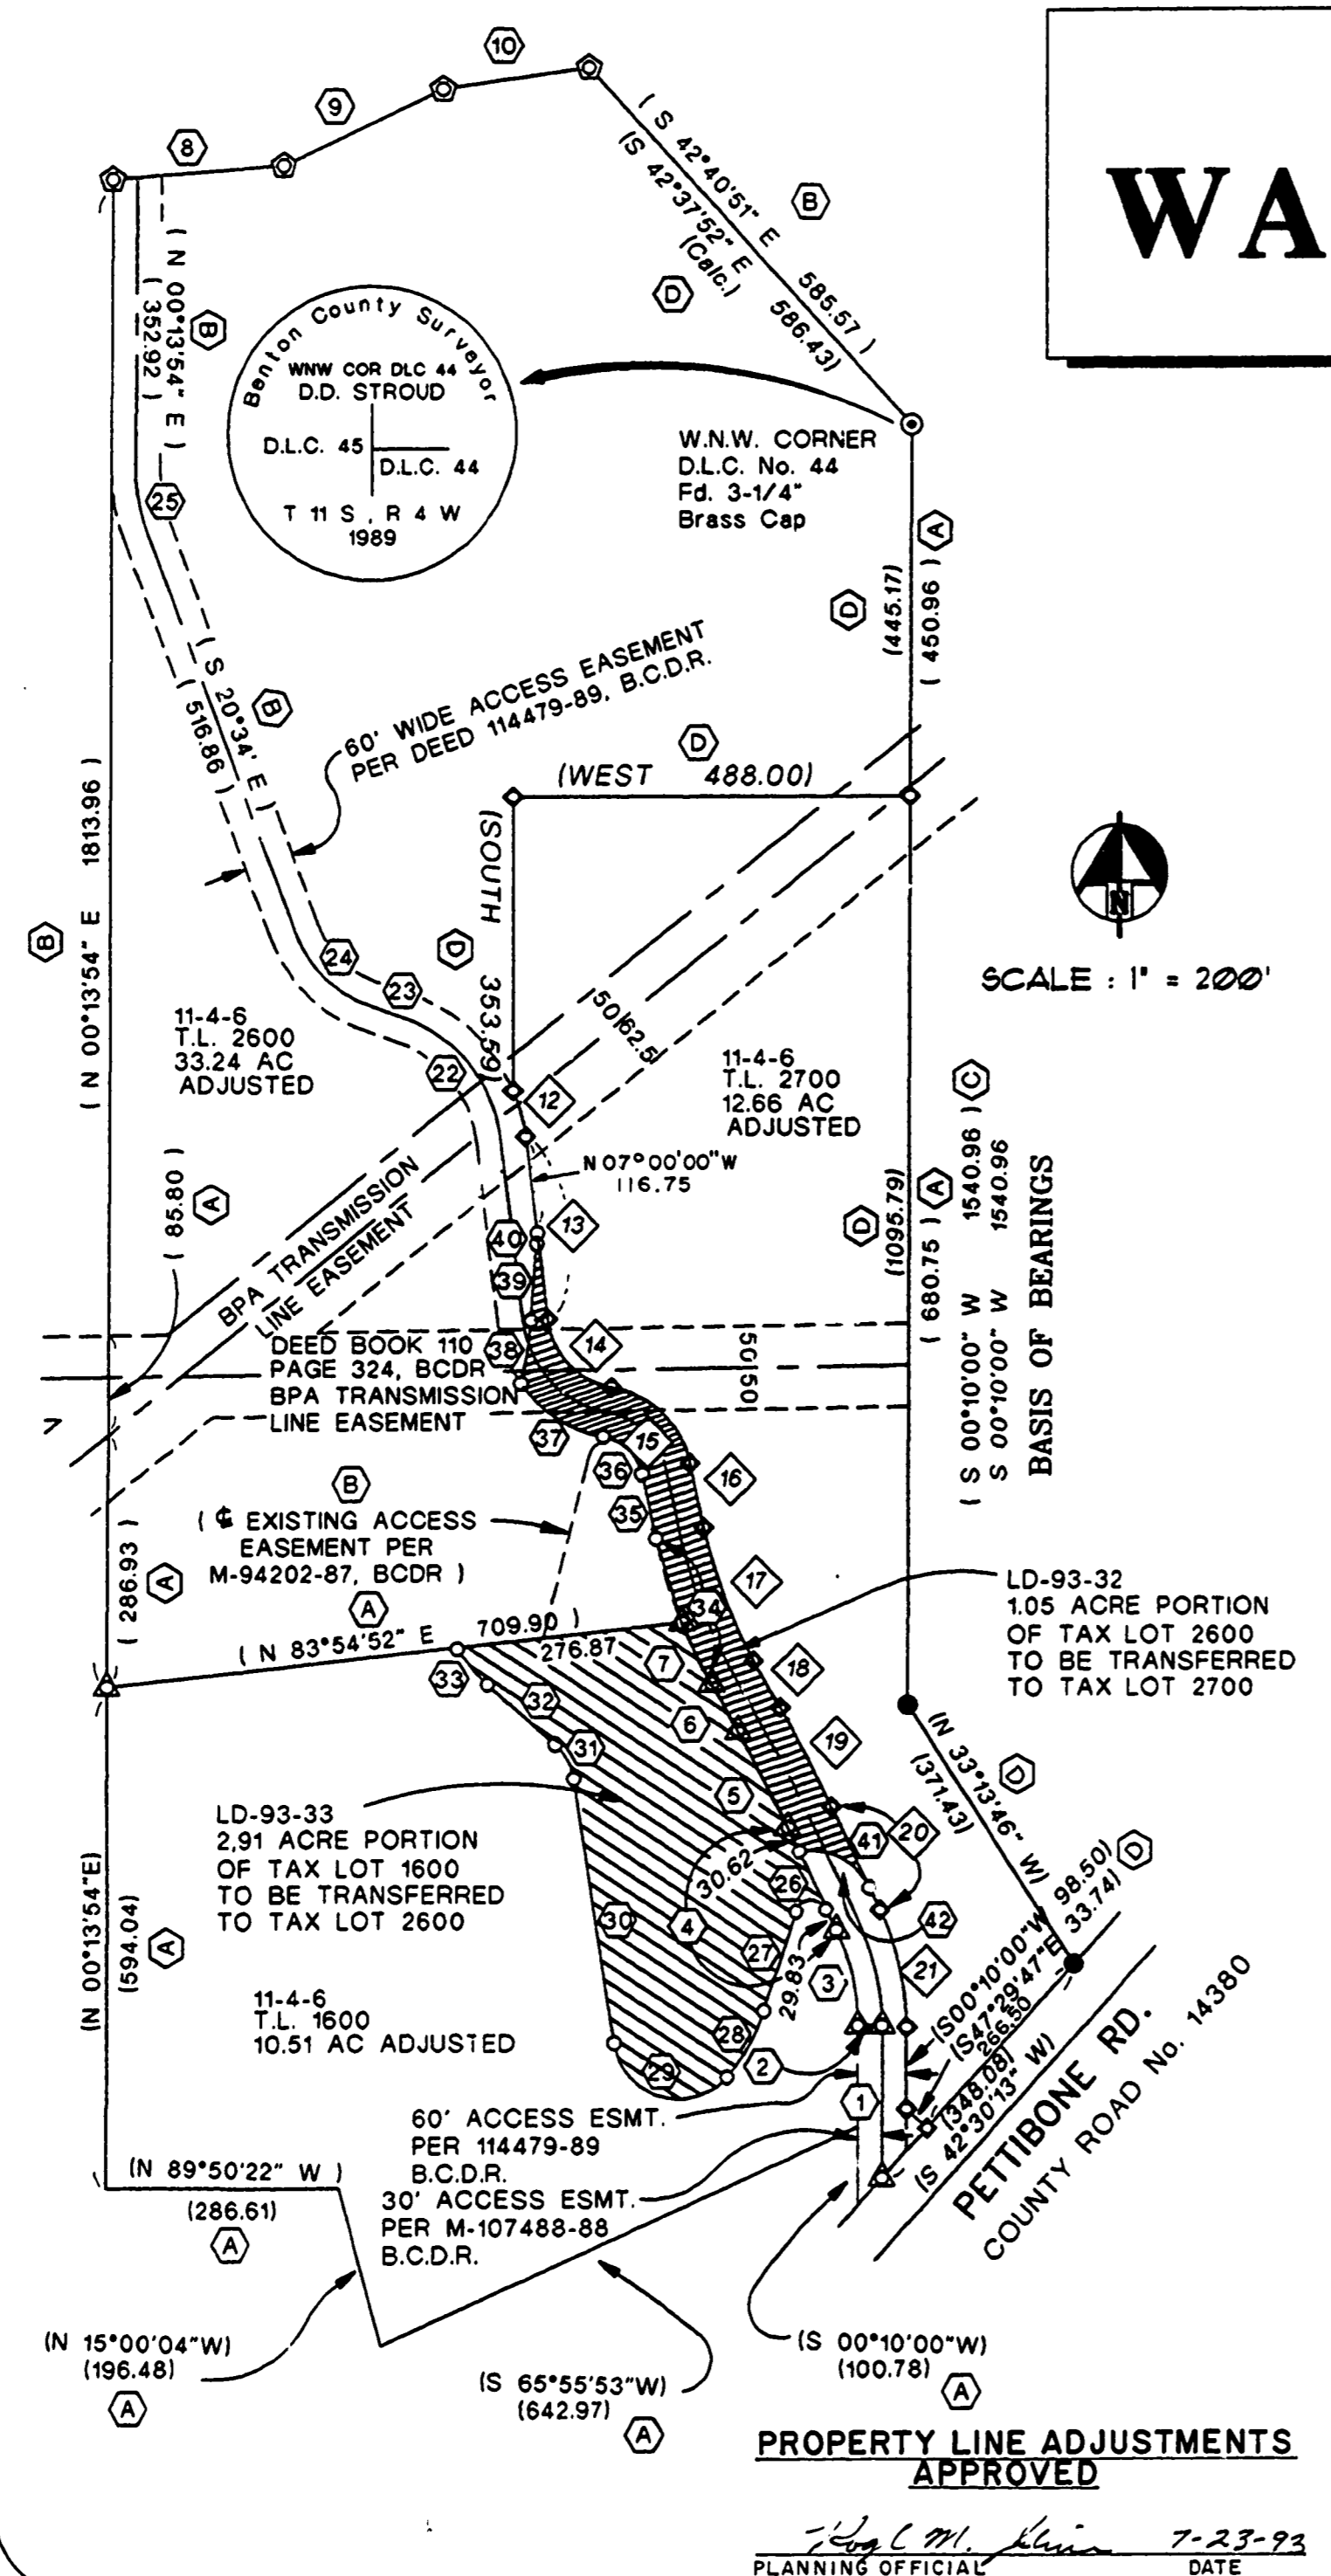 WA
10
9
8
( S 42°40'51" E 585.57 )
(S 42°37'52" E 586.43)
(Calc.)
B
D
( N 00°13'54" E )
( 352.92 )
B
Benton County Surveyor
WNW COR DLC 44
D.D. STROUD
D.L.C. 45
D.L.C. 44
T 11 S , R 4 W
1989
W.N.W. CORNER
D.L.C. No. 44
Fd. 3-1/4"
Brass Cap
25
A
D
(445.17)
( 450.96 )
( S 20°34' E )
( 516.86 )
B
60' WIDE ACCESS EASEMENT
PER DEED 114479-89, B.C.D.R.
D
(WEST 488.00)
(SOUTH 353.59)
D
B
( N 00°13'54" E 1813.96 )
N
SCALE : 1" = 200'
24
23
22
50
62.5
11-4-6
T.L. 2600
33.24 AC
ADJUSTED
11-4-6
T.L. 2700
12.66 AC
ADJUSTED
12
N 07°00'00"W
116.75
13
( 85.80 )
A
BPA TRANSMISSION
LINE EASEMENT
40
39
38
D
(1095.79)
A
( 680.75 )
C
( S 00°10'00" W 1540.96 )
S 00°10'00" W 1540.96
BASIS OF BEARINGS
DEED BOOK 110
PAGE 324, BCDR
BPA TRANSMISSION
LINE EASEMENT
14
50
50
37
15
36
16
35
B
( ℄ EXISTING ACCESS
EASEMENT PER
M-94202-87, BCDR )
( 286.93 )
A
A
( N 83°54'52" E 709.90 )
276.87
17
34
LD-93-32
1.05 ACRE PORTION
OF TAX LOT 2600
TO BE TRANSFERRED
TO TAX LOT 2700
33
32
7
18
6
31
19
5
(N 33°13'46" W)
(371.43)
D
LD-93-33
2,91 ACRE PORTION
OF TAX LOT 1600
TO BE TRANSFERRED
TO TAX LOT 2600
30.62
41
20
26
4
42
30
27
29.83
3
21
(N 00°13'54"E)
(594.04)
A
(S00°10'00"W 98.50)
(S47°29'47"E 33.74)
D
266.50
(348.08)
(S 42°30'13" W)
11-4-6
T.L. 1600
10.51 AC ADJUSTED
28
29
2
1
PETTIBONE RD.
COUNTY ROAD No. 14380
60' ACCESS ESMT.
PER 114479-89
B.C.D.R.
30' ACCESS ESMT.
PER M-107488-88
B.C.D.R.
(N 89°50'22" W )
(286.61)
A
(N 15°00'04"W)
(196.48)
A
(S 65°55'53"W)
(642.97)
A
(S 00°10'00"W)
(100.78)
A
PROPERTY LINE ADJUSTMENTS
APPROVED
7-23-93
PLANNING OFFICIAL DATE